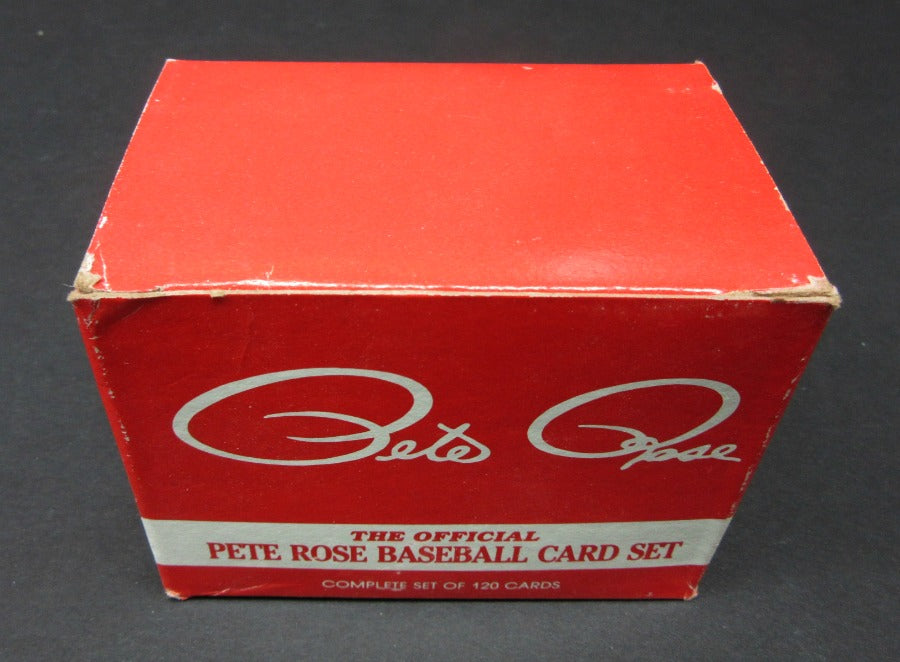 Pete Rose
THE OFFICIAL
PETE ROSE BASEBALL CARD SET
COMPLETE SET OF 120 CARDS